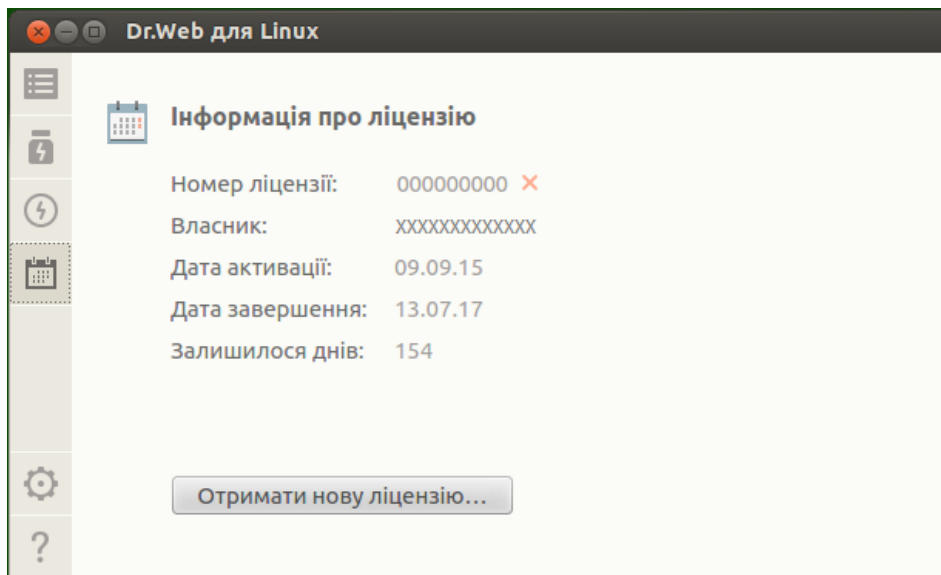 Dr.Web для Linux
Інформація про ліцензію
Номер ліцензії: 000000000
Власник: XXXXXXXXXXXXX
Дата активації: 09.09.15
Дата завершення: 13.07.17
Залишилося днів: 154
Отримати нову ліцензію...